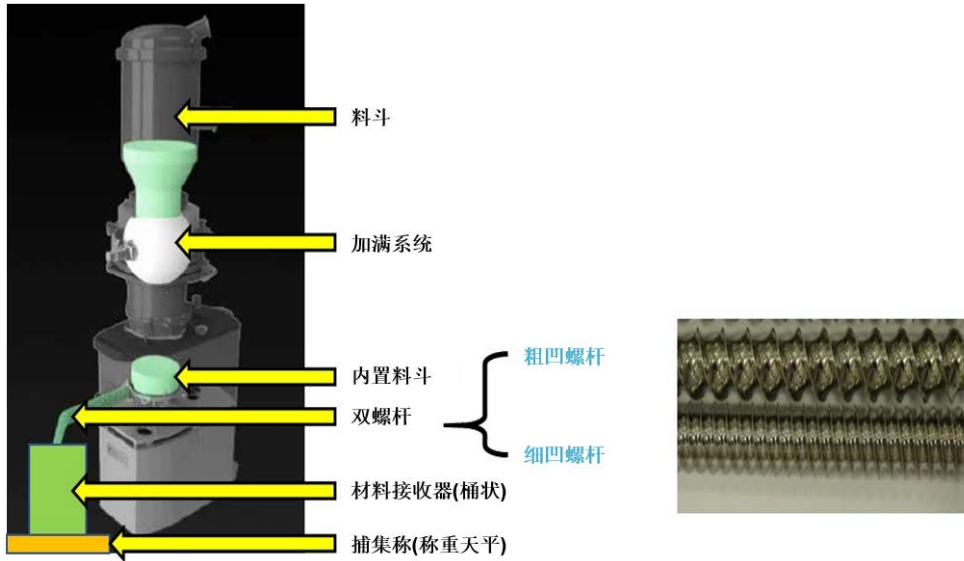 料斗
加满系统
内置料斗
双螺杆
粗凹螺杆
细凹螺杆
材料接收器(桶状)
捕集称(称重天平)